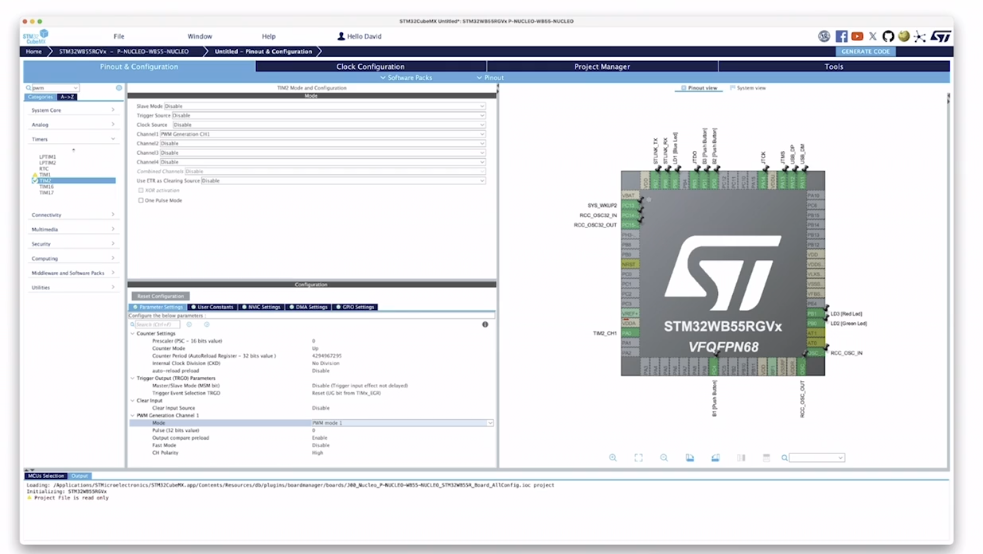 STM32CubeMX Untitled*: STM32WB55RGVx P-NUCLEO-WB55-NUCLEO
STM32
CubeMX
File
Window
Help
Hello David
Home
STM32WB55RGVx - P-NUCLEO-WB55-NUCLEO
Untitled - Pinout & Configuration
GENERATE CODE
Pinout & Configuration
Clock Configuration
Project Manager
Tools
Software Packs
Pinout
pwm
Categories
A->Z
System Core
Analog
Timers
LPTIM1
LPTIM2
RTC
TIM1
TIM2
TIM16
TIM17
Connectivity
Multimedia
Security
Computing
Middleware and Software Packs
Utilities
TIM2 Mode and Configuration
Mode
Slave Mode Disable
Trigger Source Disable
Clock Source Disable
Channel1 PWM Generation CH1
Channel2 Disable
Channel3 Disable
Channel4 Disable
Combined Channels Disable
Use ETR as Clearing Source Disable
XOR activation
One Pulse Mode
Configuration
Reset Configuration
Parameter Settings
User Constants
NVIC Settings
DMA Settings
GPIO Settings
Configure the below parameters :
Search (Ctrl+F)
Counter Settings
Prescaler (PSC - 16 bits value) 0
Counter Mode Up
Counter Period (AutoReload Register - 32 bits value ) 4294967295
Internal Clock Division (CKD) No Division
auto-reload preload Disable
Trigger Output (TRGO) Parameters
Master/Slave Mode (MSM bit) Disable (Trigger input effect not delayed)
Trigger Event Selection TRGO Reset (UG bit from TIMx_EGR)
Clear Input
Clear Input Source Disable
PWM Generation Channel 1
Mode PWM mode 1
Pulse (32 bits value) 0
Output compare preload Enable
Fast Mode Disable
CH Polarity High
Pinout view
System view
STLINK_TX
STLINK_RX
LD1 [Blue Led]
JTDO
B3 [Push Button]
B2 [Push Button]
JTCK
JTMS
USB_DP
USB_DM
SYS_WKUP2
RCC_OSC32_IN
RCC_OSC32_OUT
TIM2_CH1
LD3 [Red Led]
LD2 [Green Led]
RCC_OSC_IN
B1 [Push Button]
RCC_OSC_OUT
ST
STM32WB55RGVx
VFQFPN68
MCUs Selection
Output
Loading: /Applications/STMicroelectronics/STM32CubeMX.app/Contents/Resources/db/plugins/boardmanager/boards/J08_Nucleo_P-NUCLEO-WB55-NUCLEO_STM32WB55R_Board_AllConfig.ioc project
Initializing: STM32WB55RGVx
Project File is read only